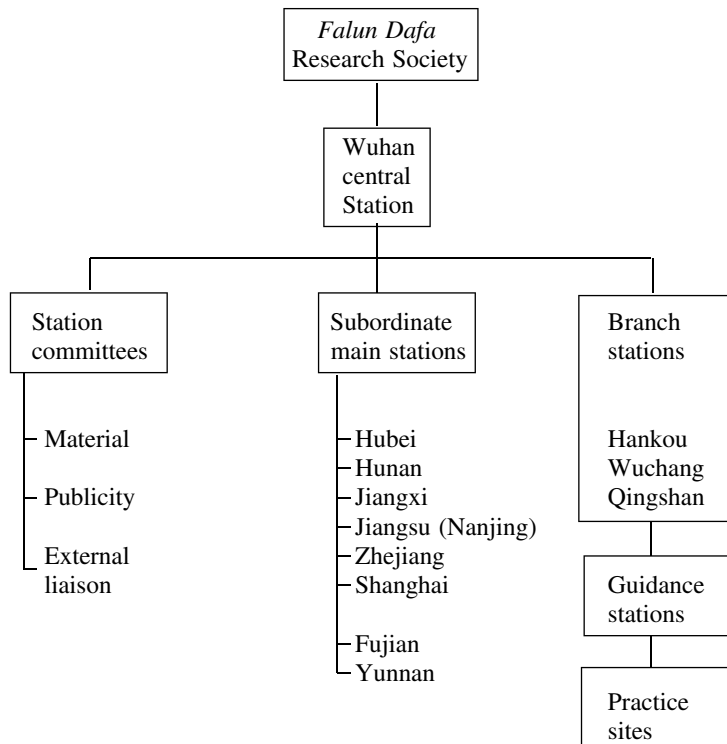 Falun Dafa
Research Society
Wuhan
central
Station
Station
committees
Material
Publicity
External
liaison
Subordinate
main stations
Hubei
Hunan
Jiangxi
Jiangsu (Nanjing)
Zhejiang
Shanghai
Fujian
Yunnan
Branch
stations
Hankou
Wuchang
Qingshan
Guidance
stations
Practice
sites